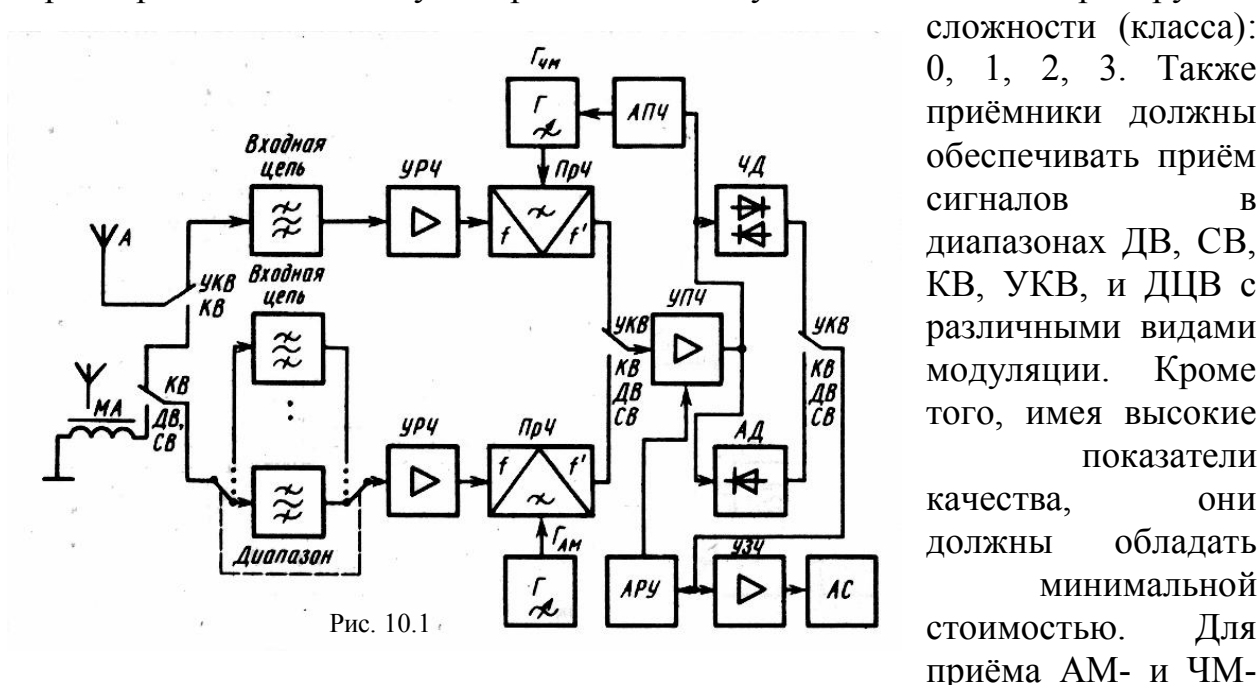 сложности (класса):
0, 1, 2, 3. Также
приёмники должны
обеспечивать приём
сигналов в
диапазонах ДВ, СВ,
КВ, УКВ, и ДЦВ с
различными видами
модуляции. Кроме
того, имея высокие
показатели
качества, они
должны обладать
минимальной
стоимостью. Для
приёма АМ- и ЧМ-
Гчм
Г
АПЧ
Входная
цепь
УРЧ
ПрЧ
f
f'
ЧД
А
УКВ
КВ
Входная
цепь
УПЧ
УКВ
КВ
ДВ
СВ
УКВ
КВ
ДВ
СВ
МА
КВ
ДВ,
СВ
УРЧ
ПрЧ
f
f'
АД
Диапазон
ГАМ
Г
АРУ
УЗЧ
АС
Рис. 10.1